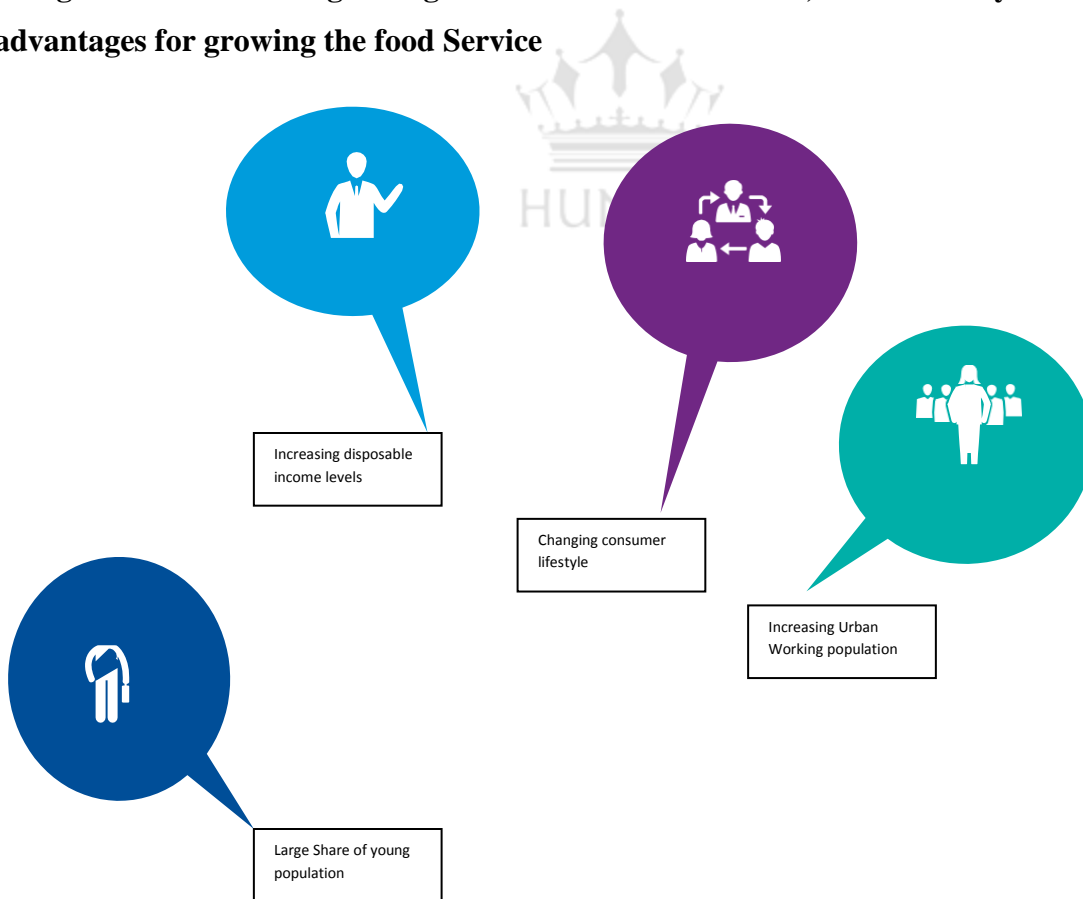 advantages for growing the food Service
Increasing disposable
income levels
Changing consumer
lifestyle
Increasing Urban
Working population
Large Share of young
population